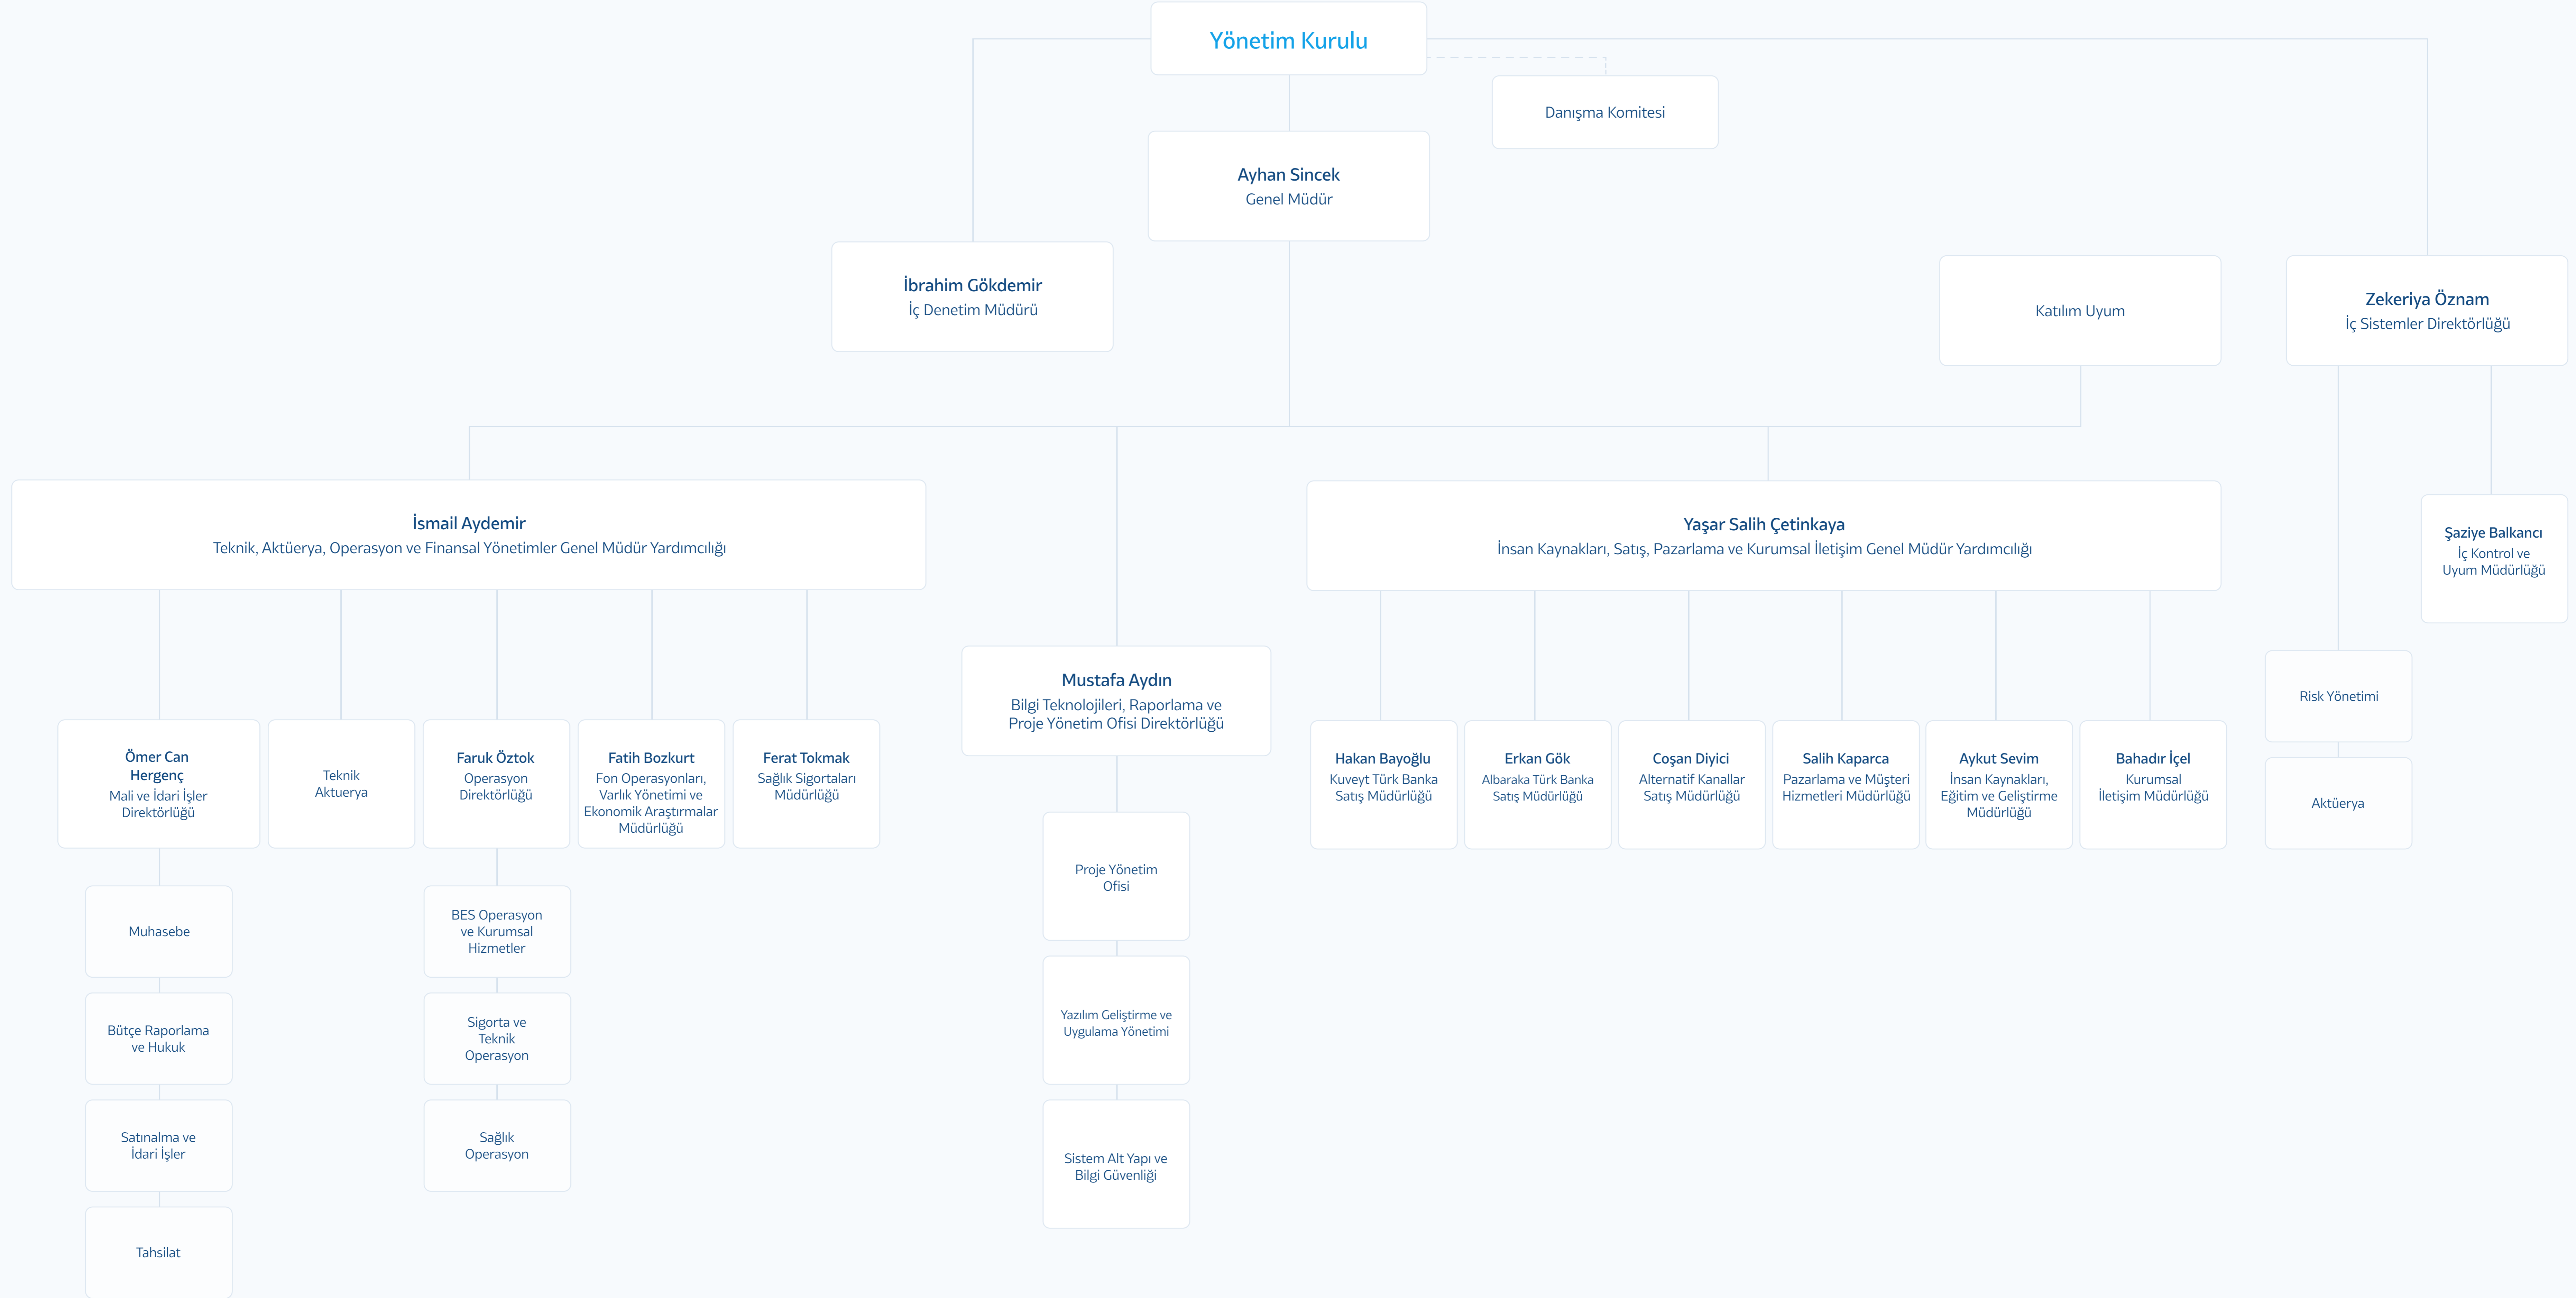 Yönetim Kurulu
Danışma Komitesi
Ayhan Sincek
Genel Müdür
İbrahim Gökdemir
İç Denetim Müdürü
Katılım Uyum
Zekeriya Öznam
İç Sistemler Direktörlüğü
İsmail Aydemir
Teknik, Aktüerya, Operasyon ve Finansal Yönetimler Genel Müdür Yardımcılığı
Yaşar Salih Çetinkaya
İnsan Kaynakları, Satış, Pazarlama ve Kurumsal İletişim Genel Müdür Yardımcılığı
Şaziye Balkancı
İç Kontrol ve
Uyum Müdürlüğü
Mustafa Aydın
Bilgi Teknolojileri, Raporlama ve
Proje Yönetim Ofisi Direktörlüğü
Risk Yönetimi
Aktüerya
Ömer Can
Hergenç
Mali ve İdari İşler
Direktörlüğü
Teknik
Aktuerya
Faruk Öztok
Operasyon
Direktörlüğü
Fatih Bozkurt
Fon Operasyonları,
Varlık Yönetimi ve
Ekonomik Araştırmalar
Müdürlüğü
Ferat Tokmak
Sağlık Sigortaları
Müdürlüğü
Hakan Bayoğlu
Kuveyt Türk Banka
Satış Müdürlüğü
Erkan Gök
Albaraka Türk Banka
Satış Müdürlüğü
Coşan Diyici
Alternatif Kanallar
Satış Müdürlüğü
Salih Kaparca
Pazarlama ve Müşteri
Hizmetleri Müdürlüğü
Aykut Sevim
İnsan Kaynakları,
Eğitim ve Geliştirme
Müdürlüğü
Bahadır İçel
Kurumsal
İletişim Müdürlüğü
Muhasebe
Bütçe Raporlama
ve Hukuk
Satınalma ve
İdari İşler
Tahsilat
BES Operasyon
ve Kurumsal
Hizmetler
Sigorta ve
Teknik
Operasyon
Sağlık
Operasyon
Proje Yönetim
Ofisi
Yazılım Geliştirme ve
Uygulama Yönetimi
Sistem Alt Yapı ve
Bilgi Güvenliği